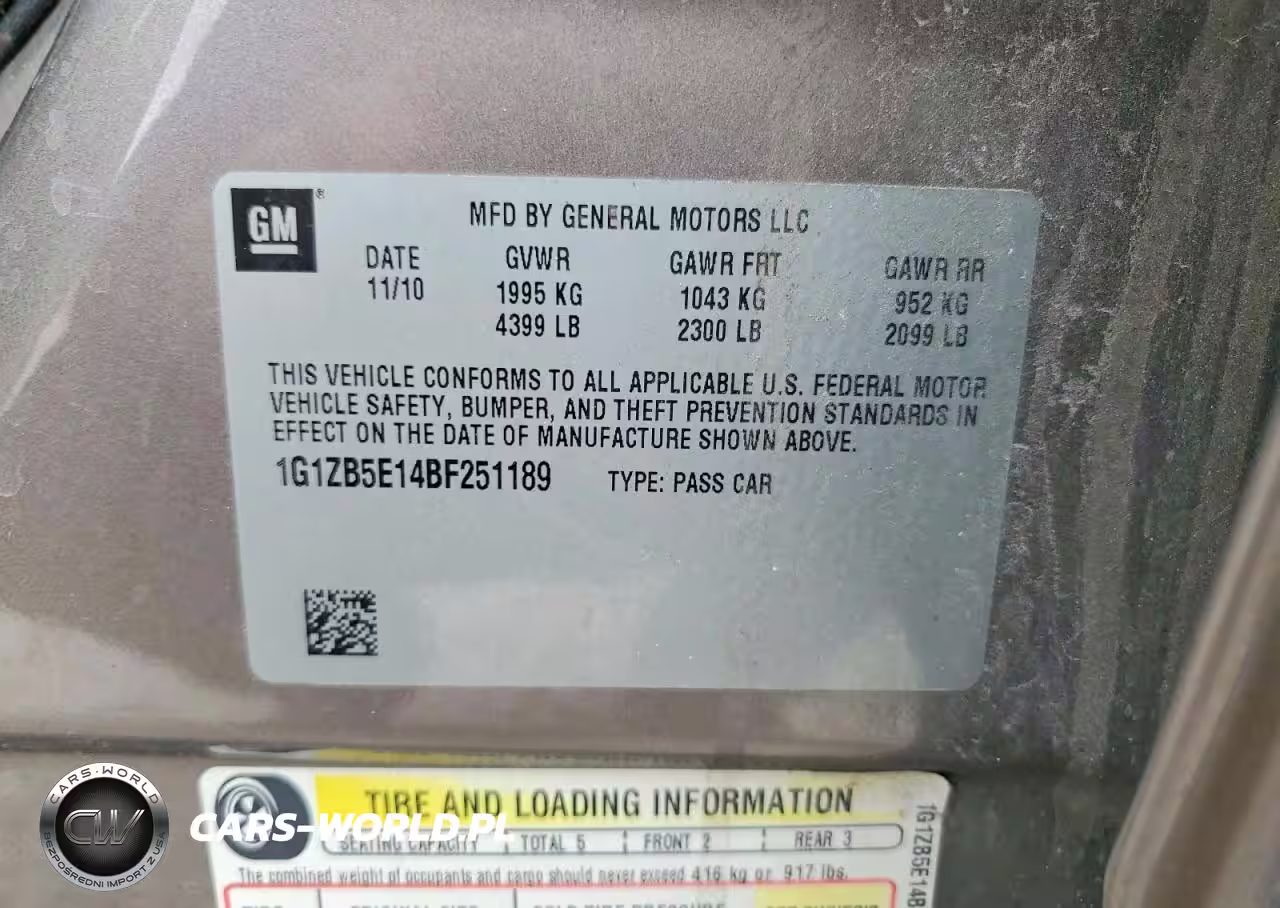 GM ®
MFD BY GENERAL MOTORS LLC
DATE GVWR GAWR FRT GAWR RR
11/10 1995 KG 1043 KG 952 KG
4399 LB 2300 LB 2099 LB
THIS VEHICLE CONFORMS TO ALL APPLICABLE U.S. FEDERAL MOTOR
VEHICLE SAFETY, BUMPER, AND THEFT PREVENTION STANDARDS IN
EFFECT ON THE DATE OF MANUFACTURE SHOWN ABOVE.
1G1ZB5E14BF251189 TYPE: PASS CAR
TIRE AND LOADING INFORMATION
SEATING CAPACITY TOTAL 5 FRONT 2 REAR 3
The combined weight of occupants and cargo should never exceed 416 kg or 917 lbs.
1G1ZB5E14B
CARS-WORLD.PL
CARS-WORLD
CW
BEZPOŚREDNI IMPORT Z USA